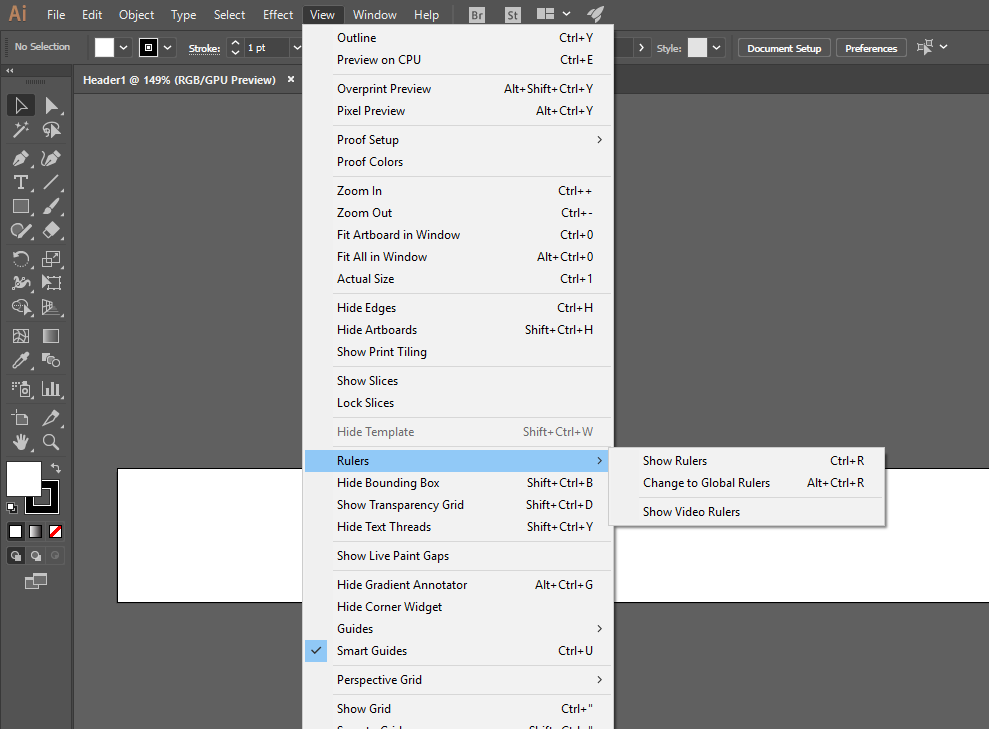 Ai File Edit Object Type Select Effect View Window Help Br St
No Selection Stroke: 1 pt Style: Document Setup Preferences
Header1 @ 149% (RGB/GPU Preview) ×
Outline Ctrl+Y
Preview on CPU Ctrl+E
Overprint Preview Alt+Shift+Ctrl+Y
Pixel Preview Alt+Ctrl+Y
Proof Setup
Proof Colors
Zoom In Ctrl++
Zoom Out Ctrl+-
Fit Artboard in Window Ctrl+0
Fit All in Window Alt+Ctrl+0
Actual Size Ctrl+1
Hide Edges Ctrl+H
Hide Artboards Shift+Ctrl+H
Show Print Tiling
Show Slices
Lock Slices
Hide Template Shift+Ctrl+W
Rulers
Show Rulers Ctrl+R
Change to Global Rulers Alt+Ctrl+R
Show Video Rulers
Hide Bounding Box Shift+Ctrl+B
Show Transparency Grid Shift+Ctrl+D
Hide Text Threads Shift+Ctrl+Y
Show Live Paint Gaps
Hide Gradient Annotator Alt+Ctrl+G
Hide Corner Widget
Guides
Smart Guides Ctrl+U
Perspective Grid
Show Grid Ctrl+"